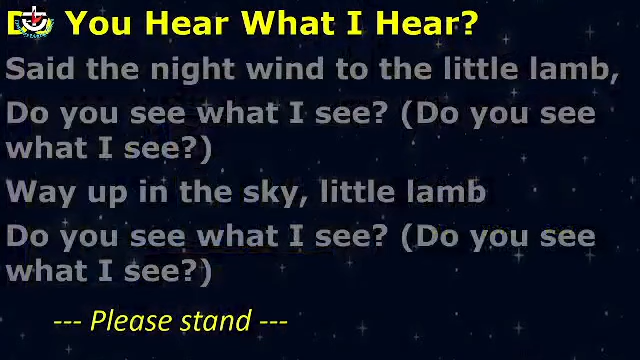 Do You Hear What I Hear?
Said the night wind to the little lamb,
Do you see what I see? (Do you see
what I see?)
Way up in the sky, little lamb
Do you see what I see? (Do you see
what I see?)
--- Please stand ---